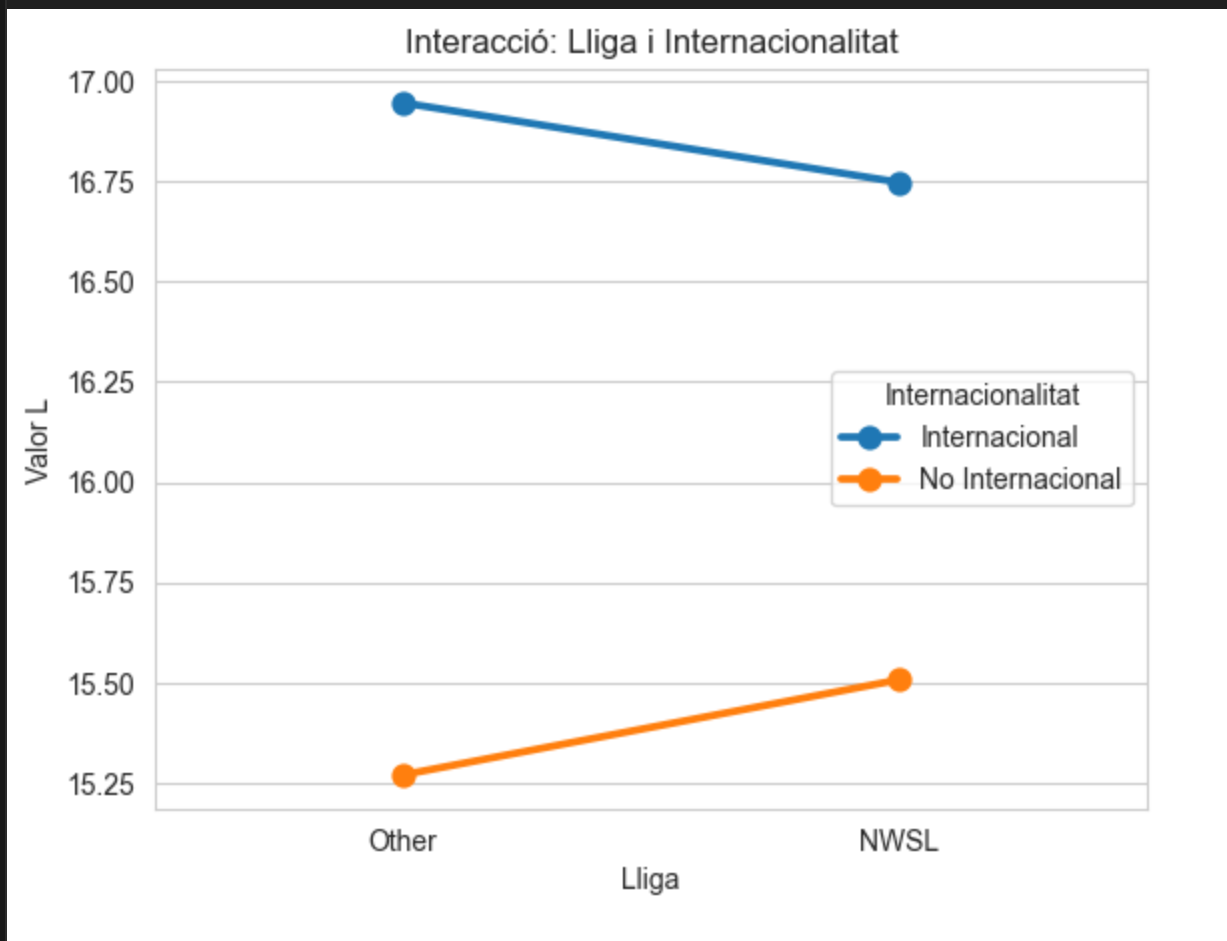 Interacció: Lliga i Internacionalitat
17.00
16.75
16.50
16.25
16.00
15.75
15.50
15.25
Valor L
Internacionalitat
Internacional
No Internacional
Other
NWSL
Lliga